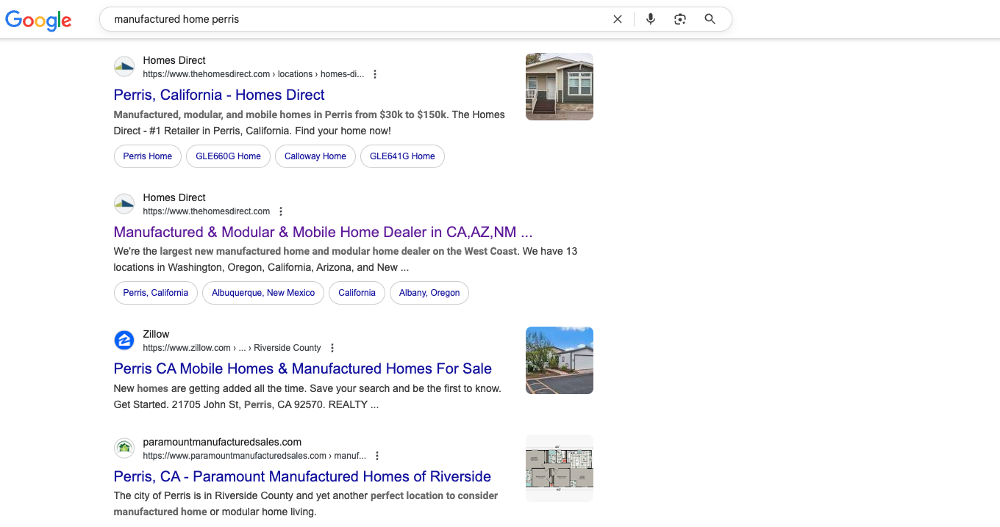 Google
manufactured home perris
Homes Direct
https://www.thehomesdirect.com › locations › homes-di...
Perris, California - Homes Direct
Manufactured, modular, and mobile homes in Perris from $30k to $150k. The Homes
Direct - #1 Retailer in Perris, California. Find your home now!
Perris Home GLE660G Home Calloway Home GLE641G Home
Homes Direct
https://www.thehomesdirect.com
Manufactured & Modular & Mobile Home Dealer in CA,AZ,NM ...
We're the largest new manufactured home and modular home dealer on the West Coast. We have 13
locations in Washington, Oregon, California, Arizona, and New ...
Perris, California Albuquerque, New Mexico California Albany, Oregon
Zillow
https://www.zillow.com › ... › Riverside County
Perris CA Mobile Homes & Manufactured Homes For Sale
New homes are getting added all the time. Save your search and be the first to know.
Get Started. 21705 John St, Perris, CA 92570. REALTY ...
paramountmanufacturedsales.com
https://www.paramountmanufacturedsales.com › manuf...
Perris, CA - Paramount Manufactured Homes of Riverside
The city of Perris is in Riverside County and yet another perfect location to consider
manufactured home or modular home living.